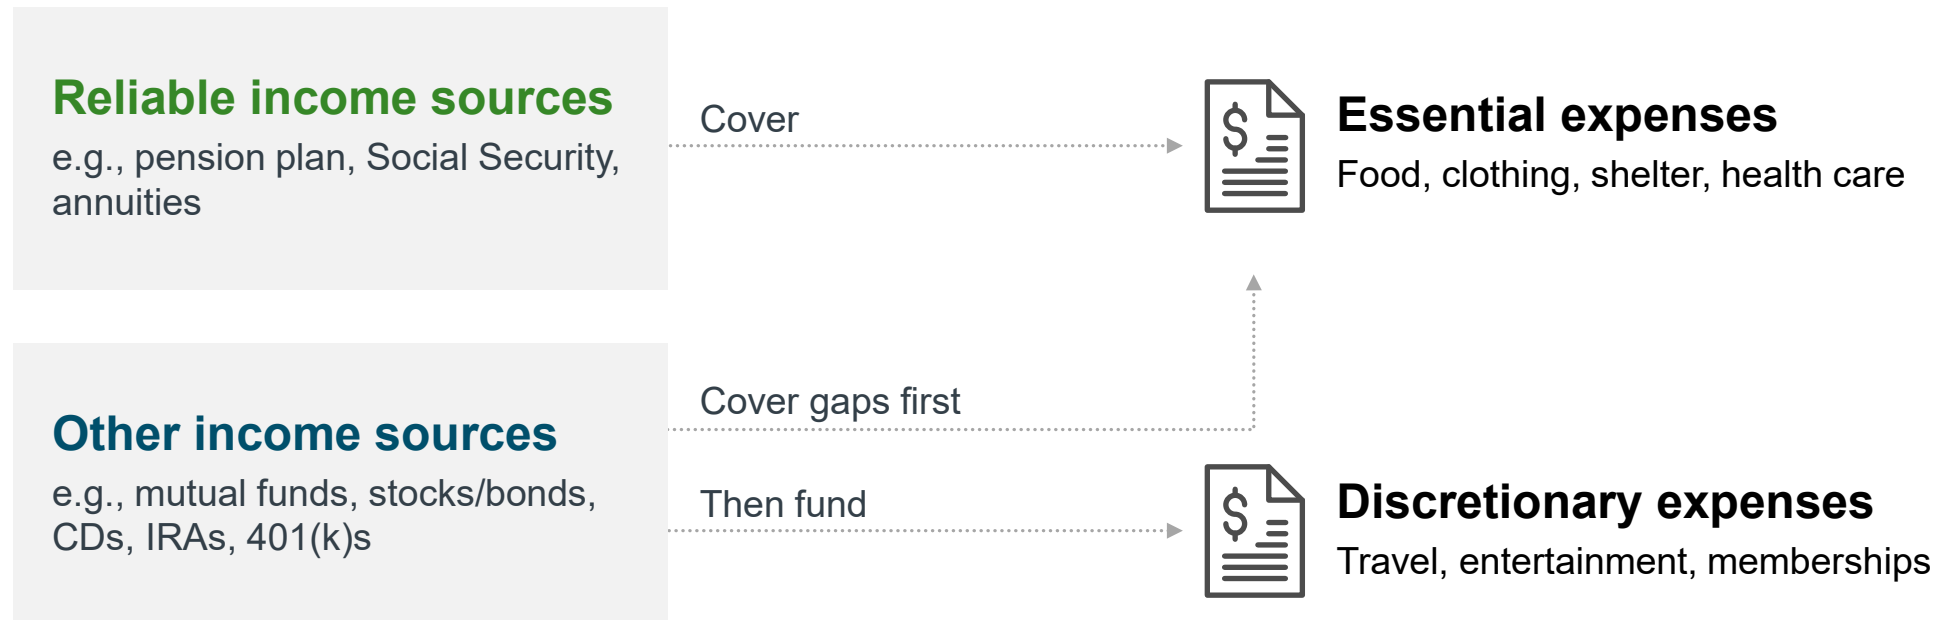 Reliable income sources
e.g., pension plan, Social Security,
annuities
Cover
$
Essential expenses
Food, clothing, shelter, health care
Other income sources
e.g., mutual funds, stocks/bonds,
CDs, IRAs, 401(k)s
Cover gaps first
Then fund
$
Discretionary expenses
Travel, entertainment, memberships